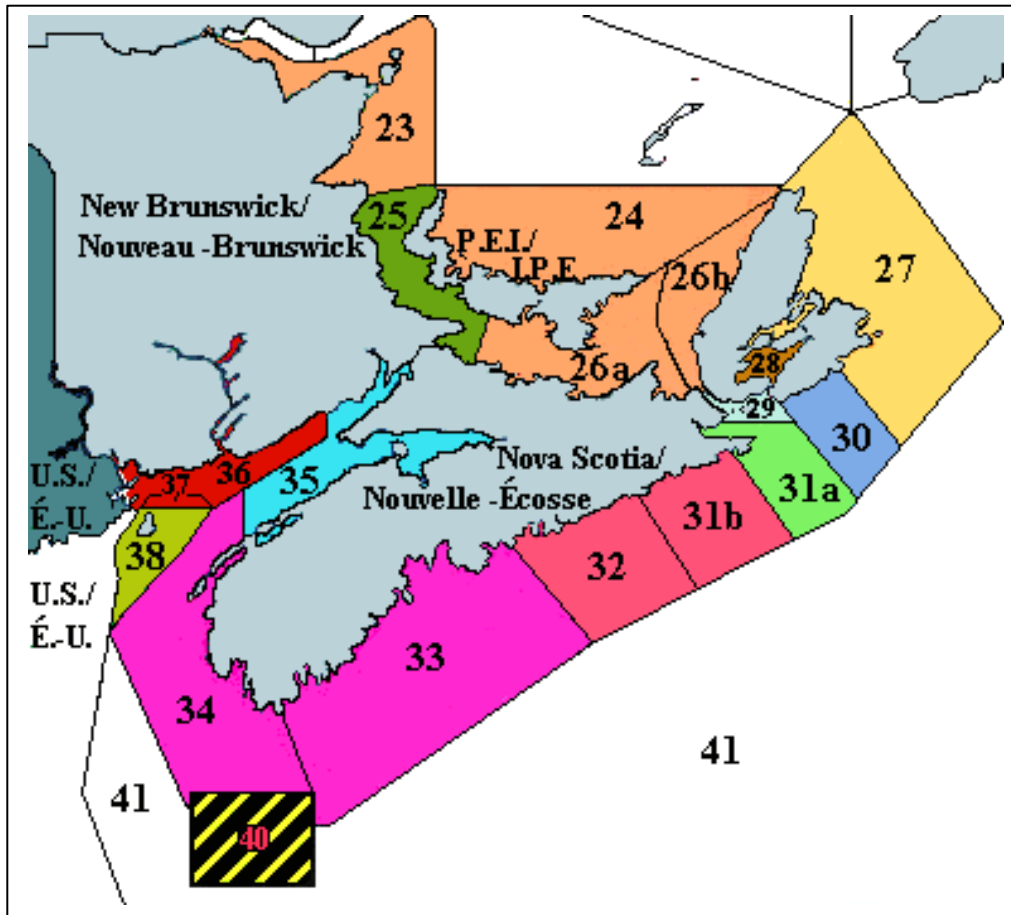 23
New Brunswick/
Nouveau -Brunswick
25
24
P.E.I./
I.P.E
26b
27
26a
28
29
30
U.S./
É.-U.
37
36
35
Nova Scotia/
Nouvelle -Écosse
31a
31b
38
32
U.S./
É.-U.
33
34
41
41
40